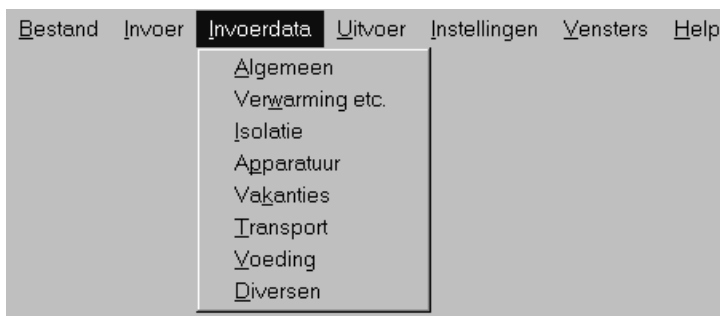 Bestand Invoer Invoerdata Uitvoer Instellingen Vensters Help
Algemeen
Verwarming etc.
Isolatie
Apparatuur
Vakanties
Transport
Voeding
Diversen